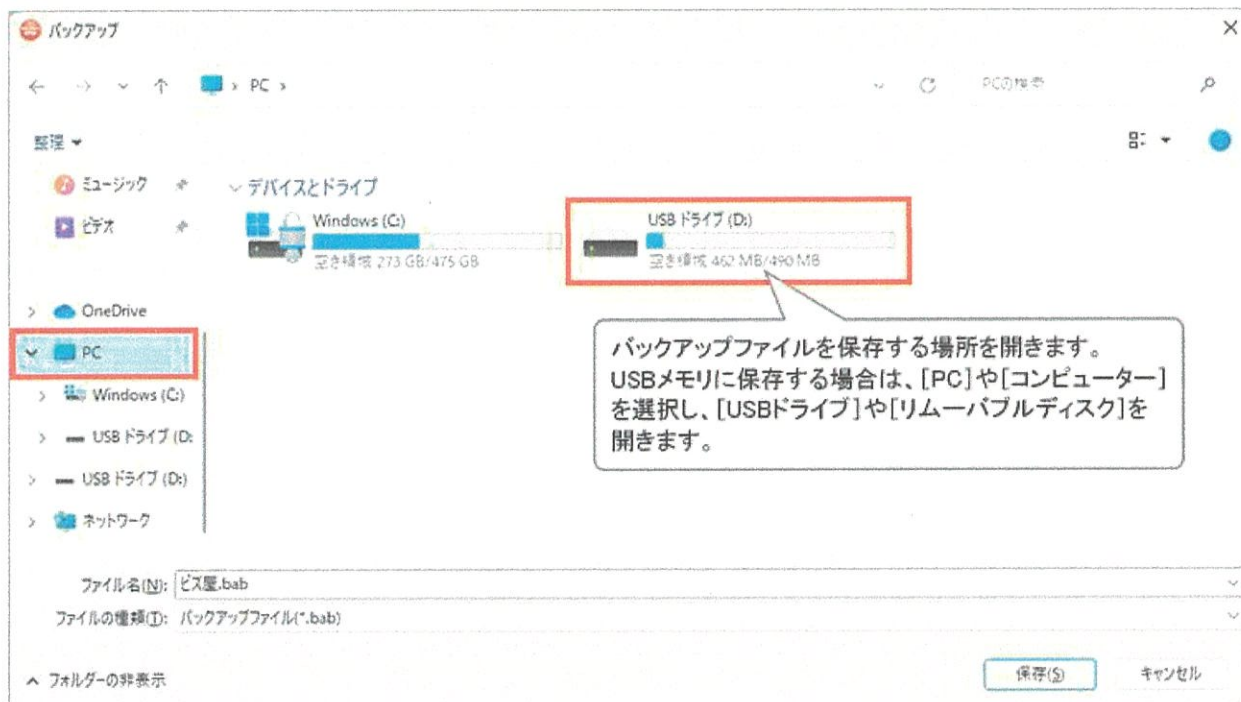 バックアップ
PC
PCの検索
整理
ミュージック
デバイスとドライブ
ビデオ
Windows (C:)
空き領域 273 GB/475 GB
USB ドライブ (D:)
空き領域 462 MB/490 MB
OneDrive
PC
Windows (C:)
USB ドライブ (D:
USB ドライブ (D:)
ネットワーク
バックアップファイルを保存する場所を開きます。
USBメモリに保存する場合は、[PC]や[コンピューター]
を選択し、[USBドライブ]や[リムーバブルディスク]を
開きます。
ファイル名(N): ビズ屋.bab
ファイルの種類(T): バックアップファイル(*.bab)
フォルダーの非表示
保存(S)
キャンセル